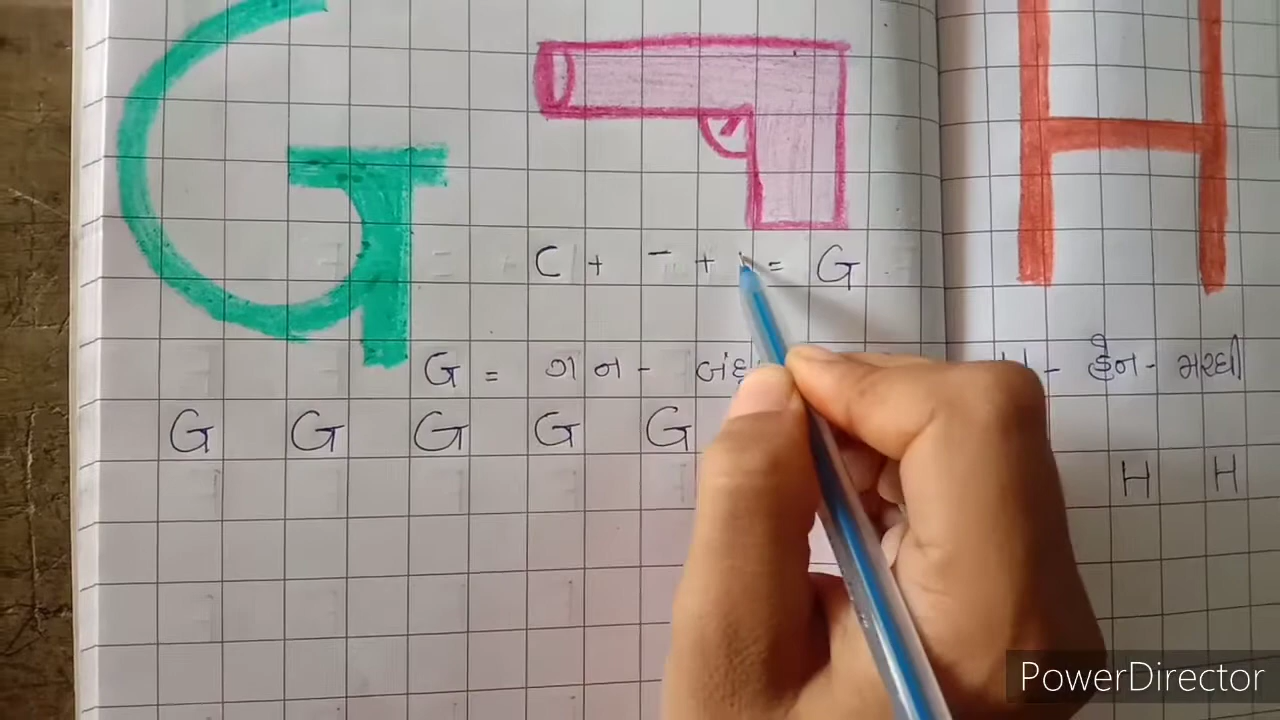 G H
C + - + = G
G = ગન -
- હેન - મરઘી
G G G G G
H H
PowerDirector